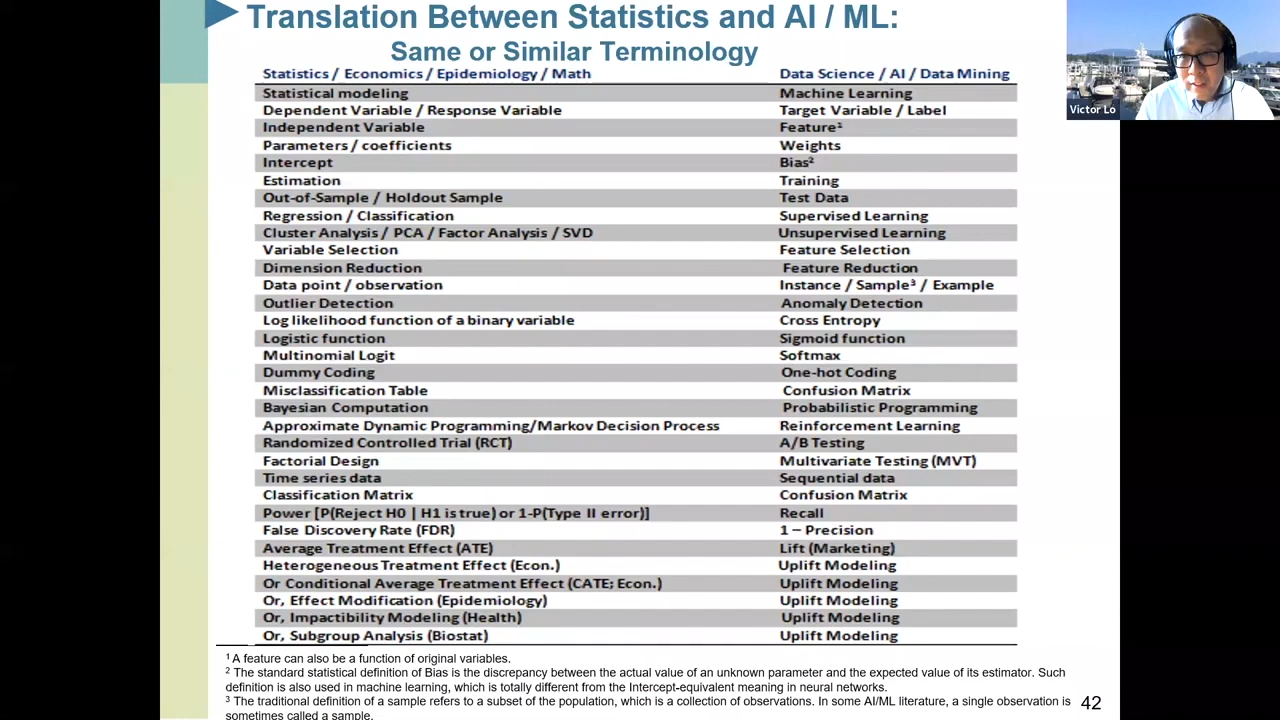 Translation Between Statistics and AI / ML:
Same or Similar Terminology
Victor Lo
Statistics / Economics / Epidemiology / Math Data Science / AI / Data Mining
Statistical modeling Machine Learning
Dependent Variable / Response Variable Target Variable / Label
Independent Variable Feature¹
Parameters / coefficients Weights
Intercept Bias²
Estimation Training
Out-of-Sample / Holdout Sample Test Data
Regression / Classification Supervised Learning
Cluster Analysis / PCA / Factor Analysis / SVD Unsupervised Learning
Variable Selection Feature Selection
Dimension Reduction Feature Reduction
Data point / observation Instance / Sample³ / Example
Outlier Detection Anomaly Detection
Log likelihood function of a binary variable Cross Entropy
Logistic function Sigmoid function
Multinomial Logit Softmax
Dummy Coding One-hot Coding
Misclassification Table Confusion Matrix
Bayesian Computation Probabilistic Programming
Approximate Dynamic Programming/Markov Decision Process Reinforcement Learning
Randomized Controlled Trial (RCT) A/B Testing
Factorial Design Multivariate Testing (MVT)
Time series data Sequential data
Classification Matrix Confusion Matrix
Power [P(Reject H0 | H1 is true) or 1-P(Type II error)] Recall
False Discovery Rate (FDR) 1 – Precision
Average Treatment Effect (ATE) Lift (Marketing)
Heterogeneous Treatment Effect (Econ.) Uplift Modeling
Or Conditional Average Treatment Effect (CATE; Econ.) Uplift Modeling
Or, Effect Modification (Epidemiology) Uplift Modeling
Or, Impactibility Modeling (Health) Uplift Modeling
Or, Subgroup Analysis (Biostat) Uplift Modeling
¹ A feature can also be a function of original variables.
² The standard statistical definition of Bias is the discrepancy between the actual value of an unknown parameter and the expected value of its estimator. Such
definition is also used in machine learning, which is totally different from the Intercept-equivalent meaning in neural networks.
³ The traditional definition of a sample refers to a subset of the population, which is a collection of observations. In some AI/ML literature, a single observation is
sometimes called a sample.
42